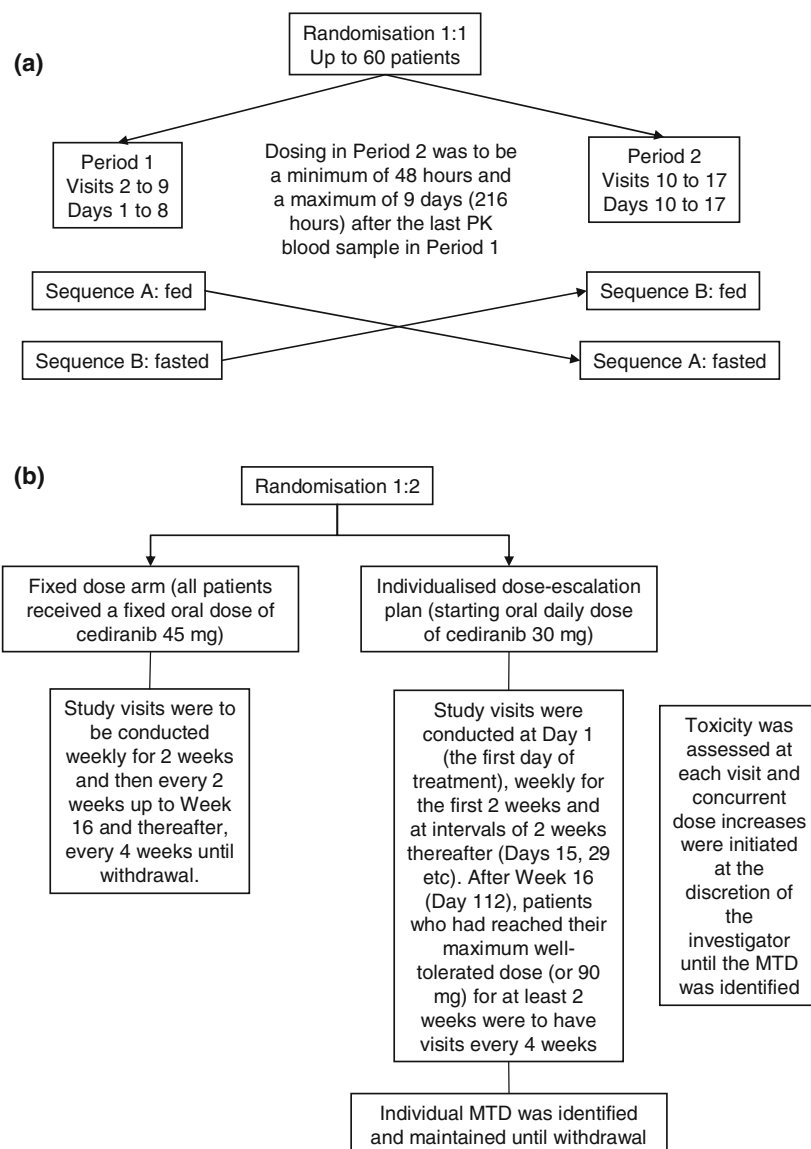 (a)
Randomisation 1:1
Up to 60 patients
Period 1
Visits 2 to 9
Days 1 to 8
Dosing in Period 2 was to be
a minimum of 48 hours and
a maximum of 9 days (216
hours) after the last PK
blood sample in Period 1
Period 2
Visits 10 to 17
Days 10 to 17
Sequence A: fed
Sequence B: fed
Sequence B: fasted
Sequence A: fasted
(b)
Randomisation 1:2
Fixed dose arm (all patients
received a fixed oral dose of
cediranib 45 mg)
Individualised dose-escalation
plan (starting oral daily dose
of cediranib 30 mg)
Study visits were to
be conducted
weekly for 2 weeks
and then every 2
weeks up to Week
16 and thereafter,
every 4 weeks until
withdrawal.
Study visits were
conducted at Day 1
(the first day of
treatment), weekly for
the first 2 weeks and
at intervals of 2 weeks
thereafter (Days 15, 29
etc). After Week 16
(Day 112), patients
who had reached their
maximum well-
tolerated dose (or 90
mg) for at least 2
weeks were to have
visits every 4 weeks
Toxicity was
assessed at
each visit and
concurrent
dose increases
were initiated
at the
discretion of
the
investigator
until the MTD
was identified
Individual MTD was identified
and maintained until withdrawal